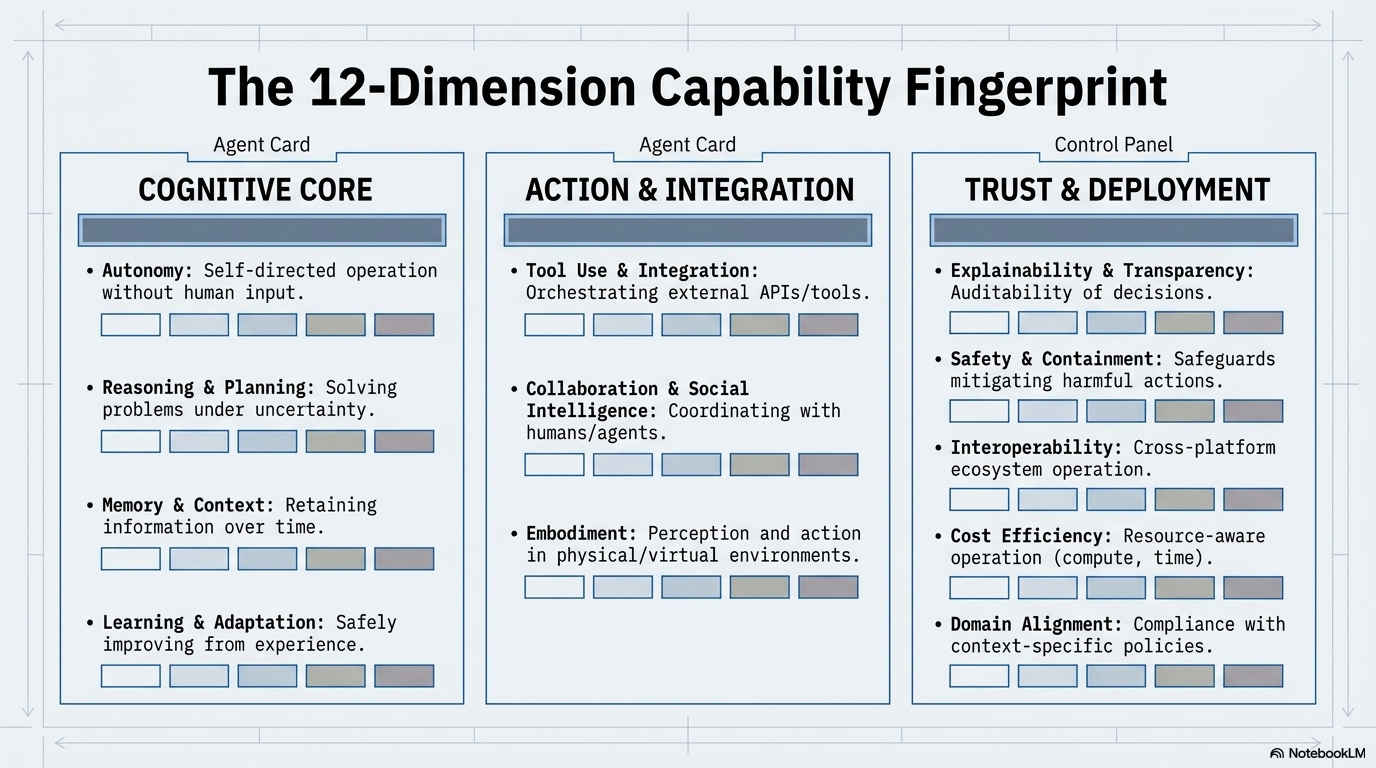 The 12-Dimension Capability Fingerprint
Agent Card
COGNITIVE CORE
• Autonomy: Self-directed operation
without human input.
• Reasoning & Planning: Solving
problems under uncertainty.
• Memory & Context: Retaining
information over time.
• Learning & Adaptation: Safely
improving from experience.
Agent Card
ACTION & INTEGRATION
• Tool Use & Integration:
Orchestrating external APIs/tools.
• Collaboration & Social
Intelligence: Coordinating with
humans/agents.
• Embodiment: Perception and action
in physical/virtual environments.
Control Panel
TRUST & DEPLOYMENT
• Explainability & Transparency:
Auditability of decisions.
• Safety & Containment: Safeguards
mitigating harmful actions.
• Interoperability: Cross-platform
ecosystem operation.
• Cost Efficiency: Resource-aware
operation (compute, time).
• Domain Alignment: Compliance with
context-specific policies.
NotebookLM